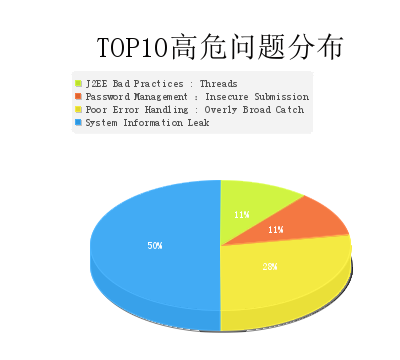 TOP10高危问题分布
J2EE Bad Practices : Threads
Password Management : Insecure Submission
Poor Error Handling : Overly Broad Catch
System Information Leak
11%
11%
50%
28%